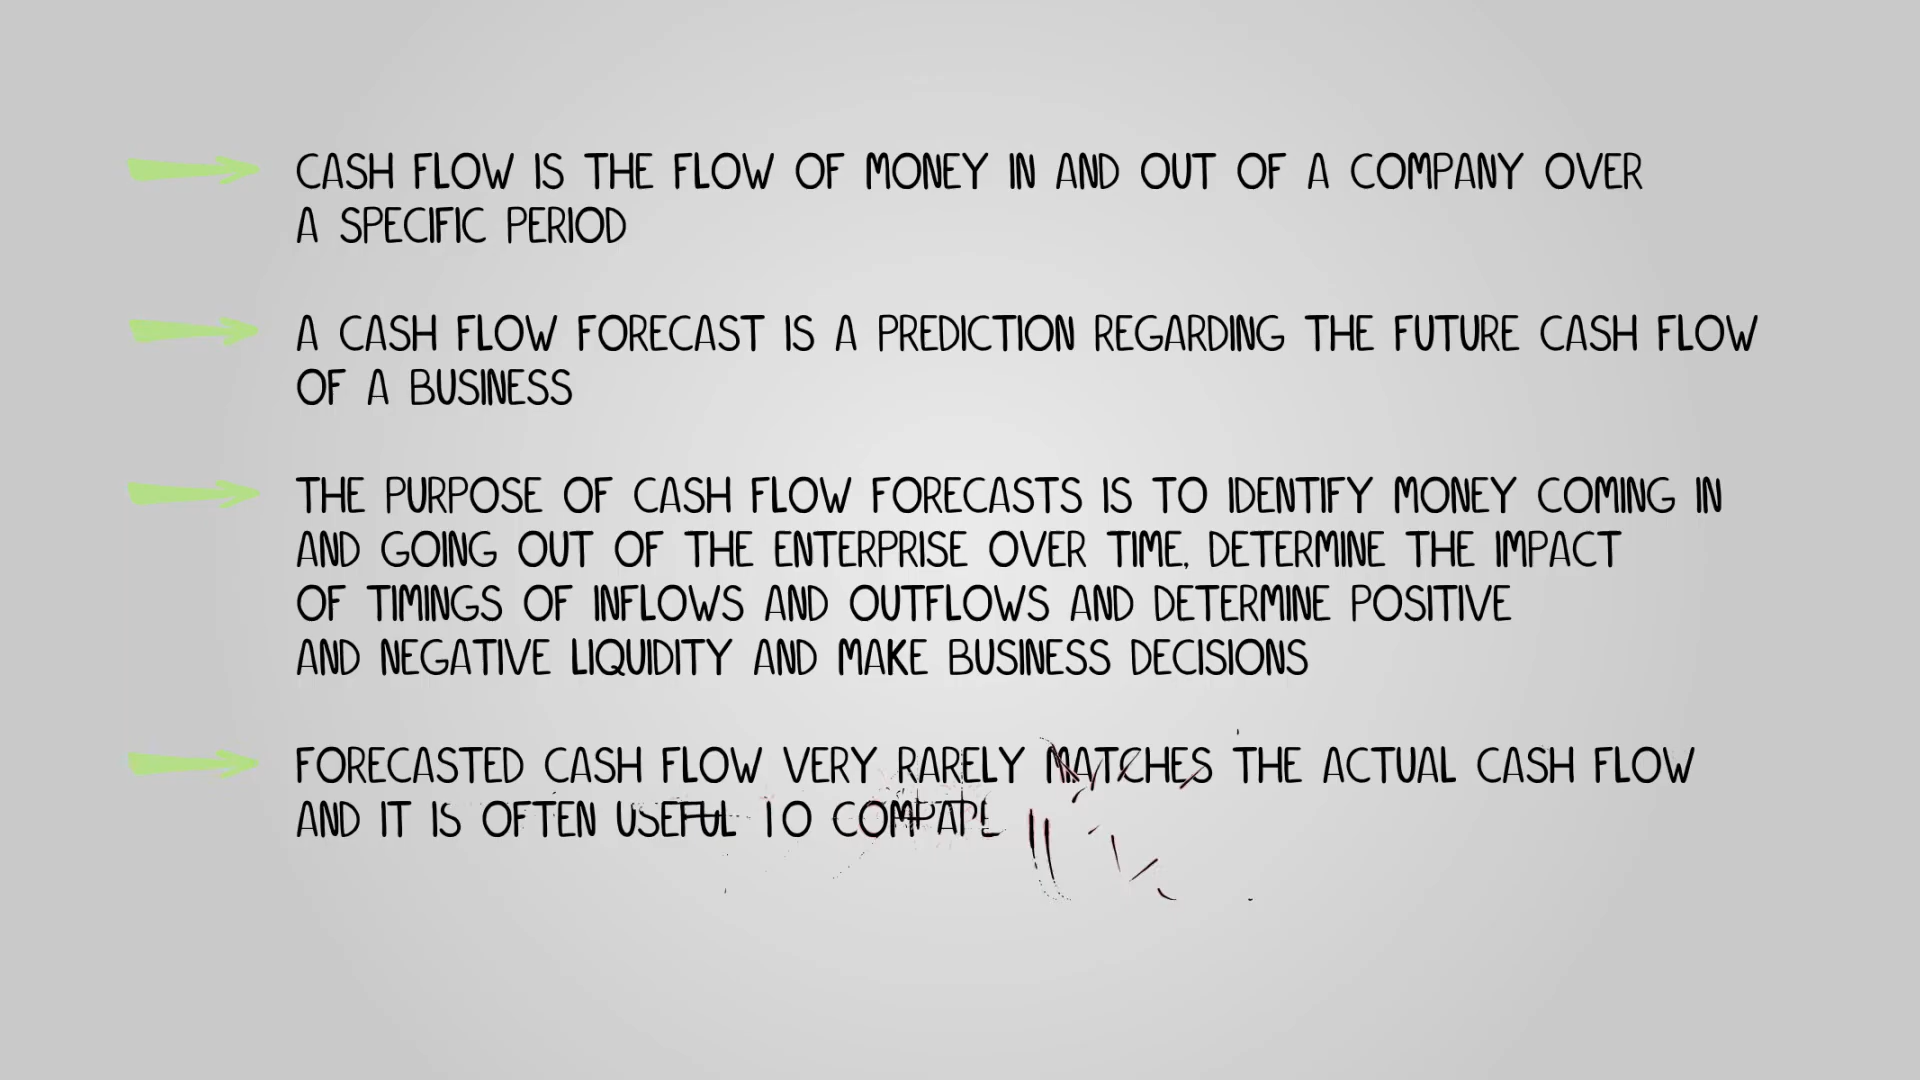 CASH FLOW IS THE FLOW OF MONEY IN AND OUT OF A COMPANY OVER
A SPECIFIC PERIOD
A CASH FLOW FORECAST IS A PREDICTION REGARDING THE FUTURE CASH FLOW
OF A BUSINESS
THE PURPOSE OF CASH FLOW FORECASTS IS TO IDENTIFY MONEY COMING IN
AND GOING OUT OF THE ENTERPRISE OVER TIME, DETERMINE THE IMPACT
OF TIMINGS OF INFLOWS AND OUTFLOWS AND DETERMINE POSITIVE
AND NEGATIVE LIQUIDITY AND MAKE BUSINESS DECISIONS
FORECASTED CASH FLOW VERY RARELY MATCHES THE ACTUAL CASH FLOW
AND IT IS OFTEN USEFUL TO COMPARE